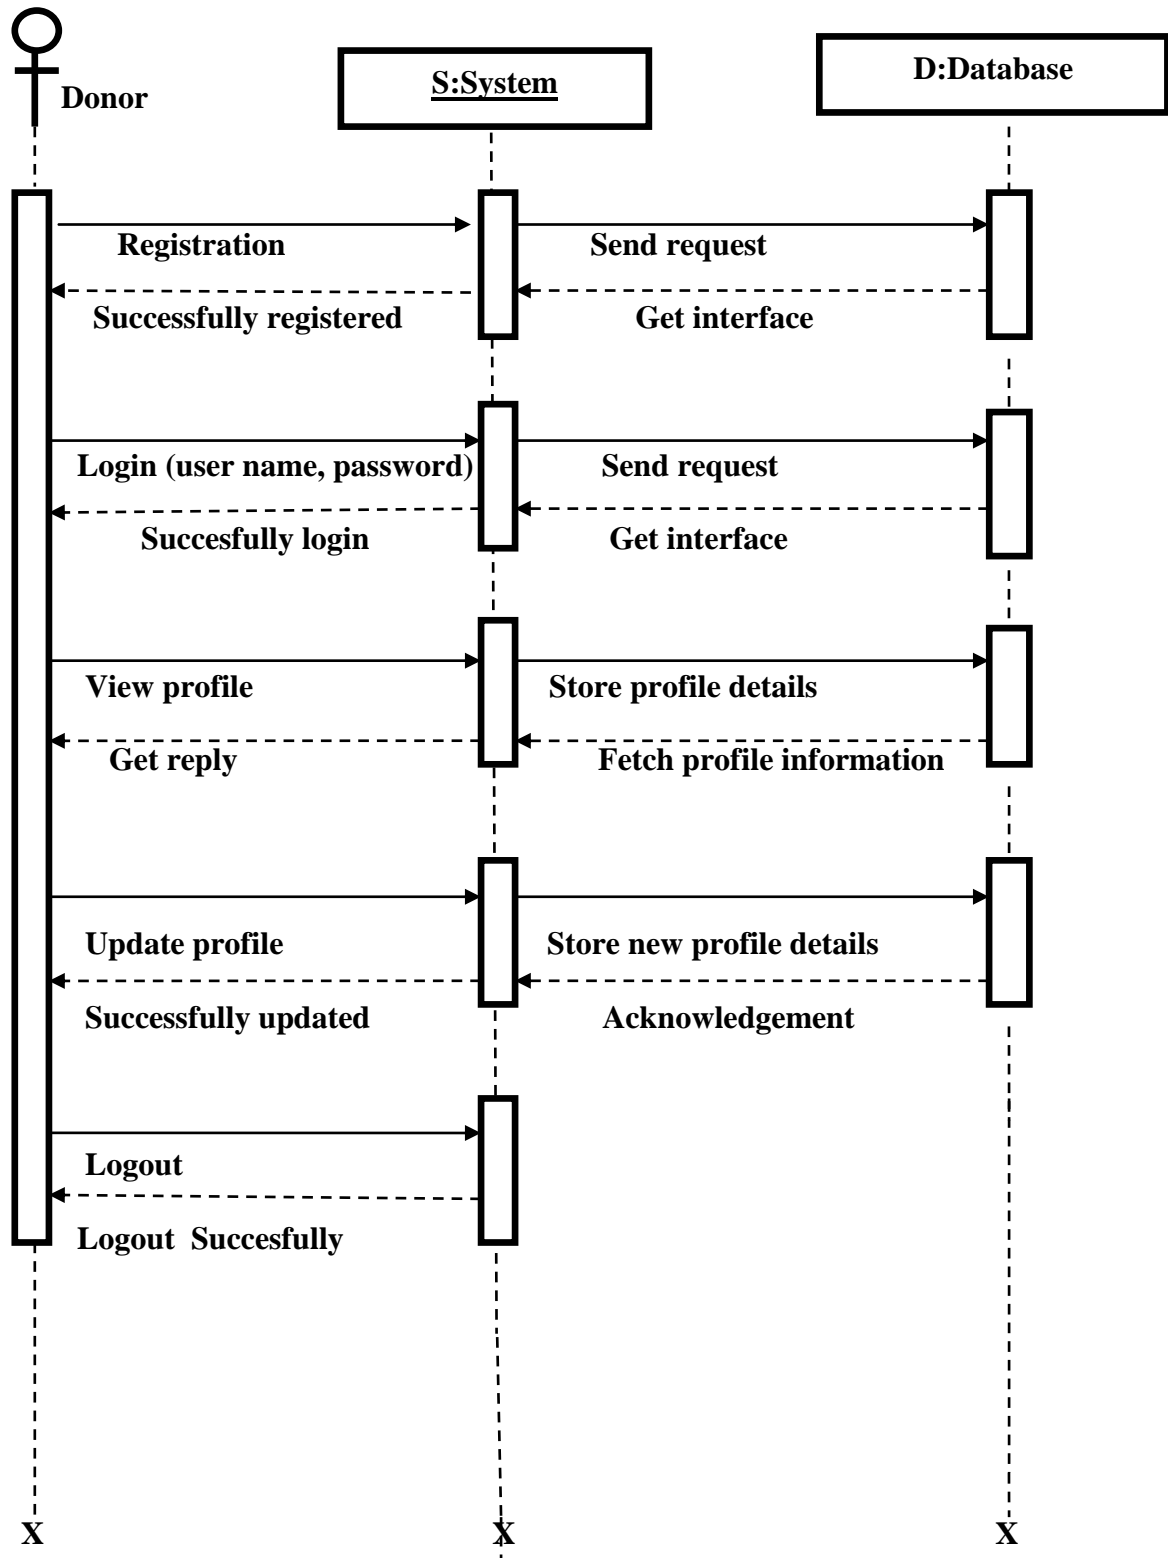 Donor
S:System
D:Database
Registration
Send request
Successfully registered
Get interface
Login (user name, password)
Send request
Succesfully login
Get interface
View profile
Store profile details
Get reply
Fetch profile information
Update profile
Store new profile details
Successfully updated
Acknowledgement
Logout
Logout  Succesfully
X
X
X